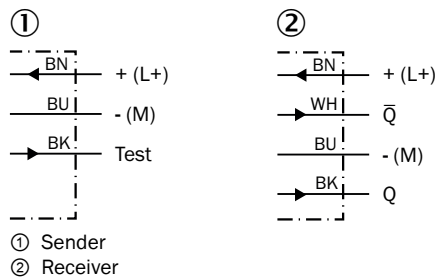 ① ②
BN + (L+)
BU - (M)
BK Test
BN + (L+)
WH Q̅
BU - (M)
BK Q
① Sender
② Receiver